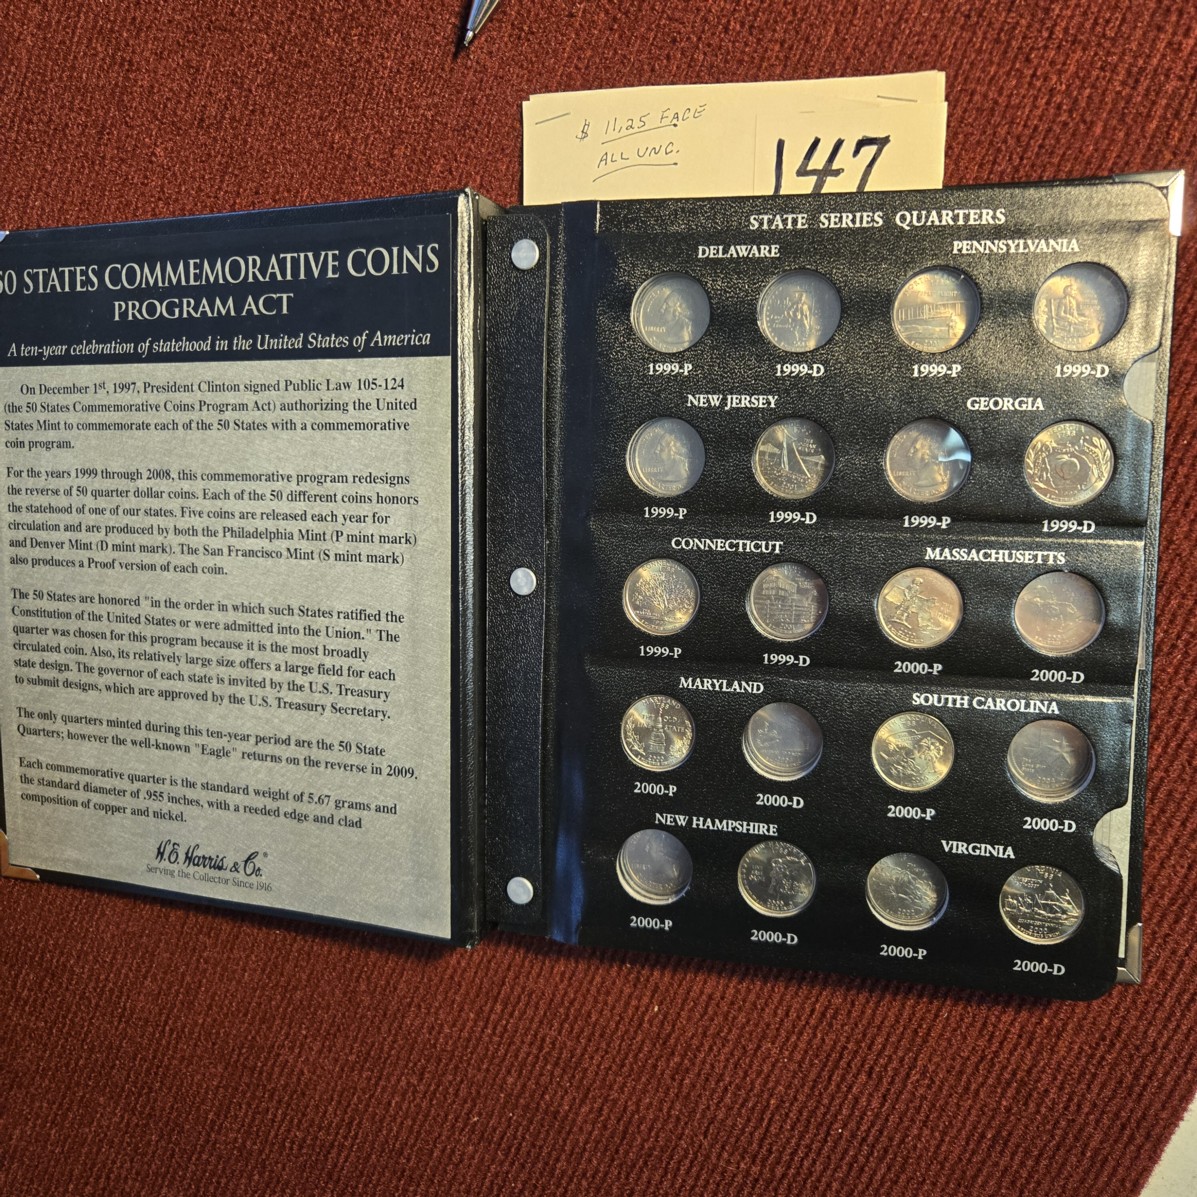 $ 11,25 FACE
ALL UNC.
147
50 STATES COMMEMORATIVE COINS
PROGRAM ACT
A ten-year celebration of statehood in the United States of America
On December 1st, 1997, President Clinton signed Public Law 105-124
(the 50 States Commemorative Coins Program Act) authorizing the United
States Mint to commemorate each of the 50 States with a commemorative
coin program.
For the years 1999 through 2008, this commemorative program redesigns
the reverse of 50 quarter dollar coins. Each of the 50 different coins honors
the statehood of one of our states. Five coins are released each year for
circulation and are produced by both the Philadelphia Mint (P mint mark)
and Denver Mint (D mint mark). The San Francisco Mint (S mint mark)
also produces a Proof version of each coin.
The 50 States are honored "in the order in which such States ratified the
Constitution of the United States or were admitted into the Union." The
quarter was chosen for this program because it is the most broadly
circulated coin. Also, its relatively large size offers a large field for each
state design. The governor of each state is invited by the U.S. Treasury
to submit designs, which are approved by the U.S. Treasury Secretary.
The only quarters minted during this ten-year period are the 50 State
Quarters; however the well-known "Eagle" returns on the reverse in 2009.
Each commemorative quarter is the standard weight of 5.67 grams and
the standard diameter of .955 inches, with a reeded edge and clad
composition of copper and nickel.
H.E. Harris & Co.®
Serving the Collector Since 1916
STATE SERIES QUARTERS
DELAWARE PENNSYLVANIA
1999-P 1999-D 1999-P 1999-D
NEW JERSEY GEORGIA
1999-P 1999-D 1999-P 1999-D
CONNECTICUT MASSACHUSETTS
1999-P 1999-D 2000-P 2000-D
MARYLAND SOUTH CAROLINA
2000-P 2000-D 2000-P 2000-D
NEW HAMPSHIRE VIRGINIA
2000-P 2000-D 2000-P 2000-D